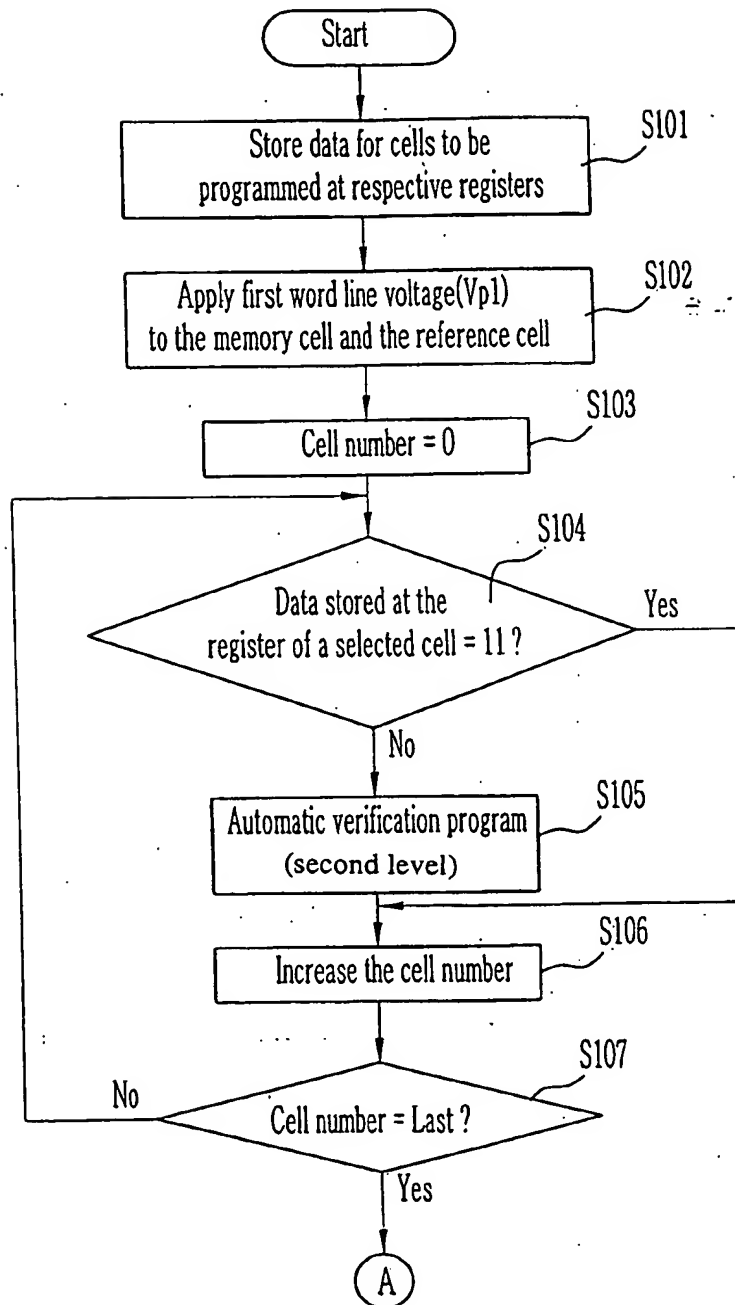 Start
S101
Store data for cells to be
programmed at respective registers
S102
Apply first word line voltage(Vp1)
to the memory cell and the reference cell
S103
Cell number = 0
S104
Data stored at the
register of a selected cell = 11 ?
Yes
No
S105
Automatic verification program
(second level)
S106
Increase the cell number
S107
No
Cell number = Last ?
Yes
A